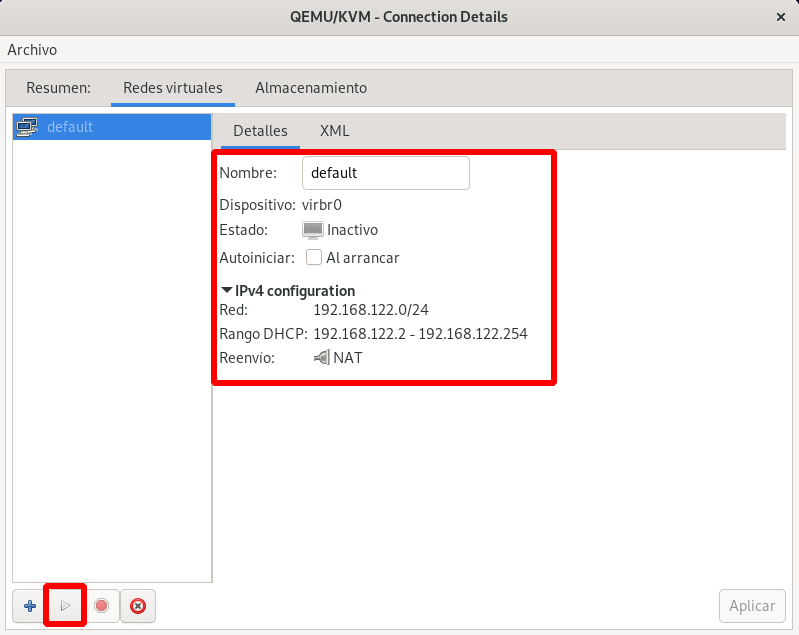 QEMU/KVM - Connection Details
Archivo
Resumen: Redes virtuales Almacenamiento
default
Detalles XML
Nombre: default
Dispositivo: virbr0
Estado: Inactivo
Autoiniciar: Al arrancar
IPv4 configuration
Red: 192.168.122.0/24
Rango DHCP: 192.168.122.2 - 192.168.122.254
Reenvío: NAT
Aplicar